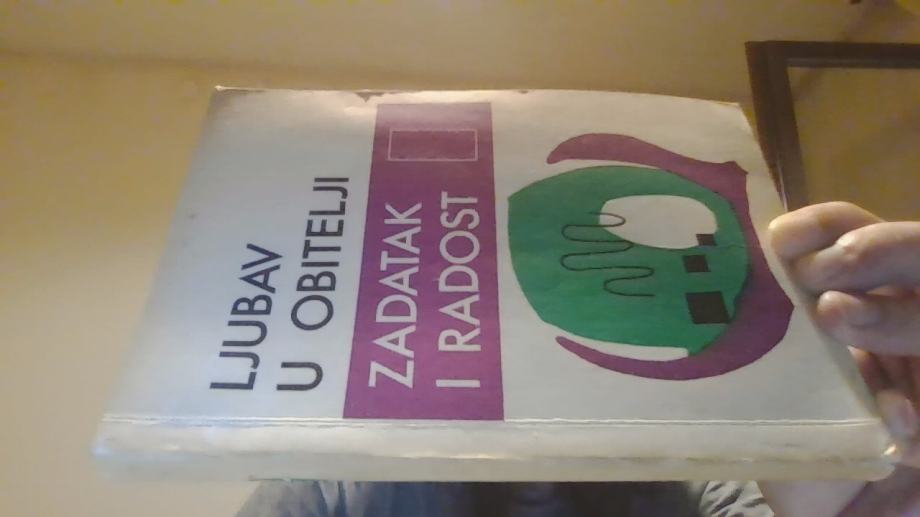 LJUBAV
U OBITELJI
ZADATAK
I RADOST